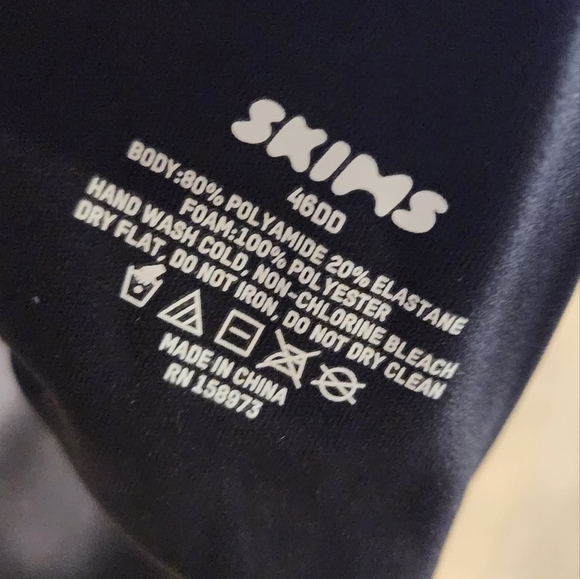 SKIMS
46DD
BODY:80% POLYAMIDE 20% ELASTANE
FOAM:100% POLYESTER
HAND WASH COLD, NON-CHLORINE BLEACH
DRY FLAT, DO NOT IRON, DO NOT DRY CLEAN
MADE IN CHINA
RN 158973